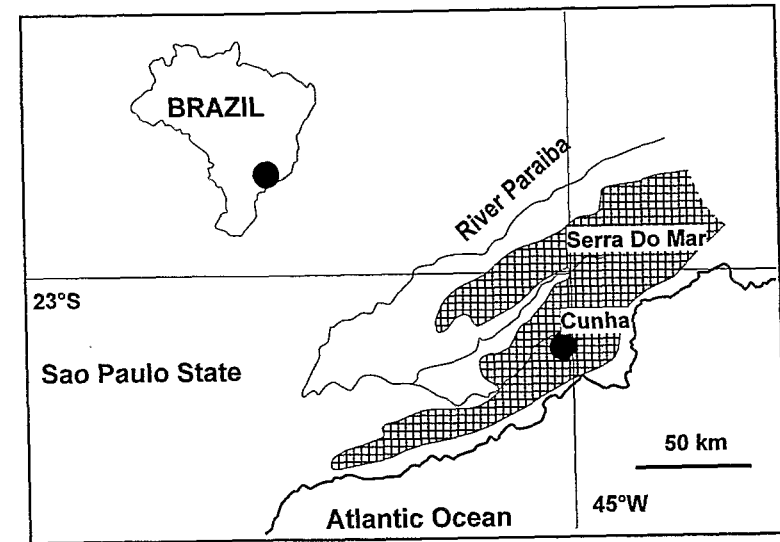 BRAZIL
River Paraiba
Serra Do Mar
23°S
Cunha
Sao Paulo State
50 km
45°W
Atlantic Ocean